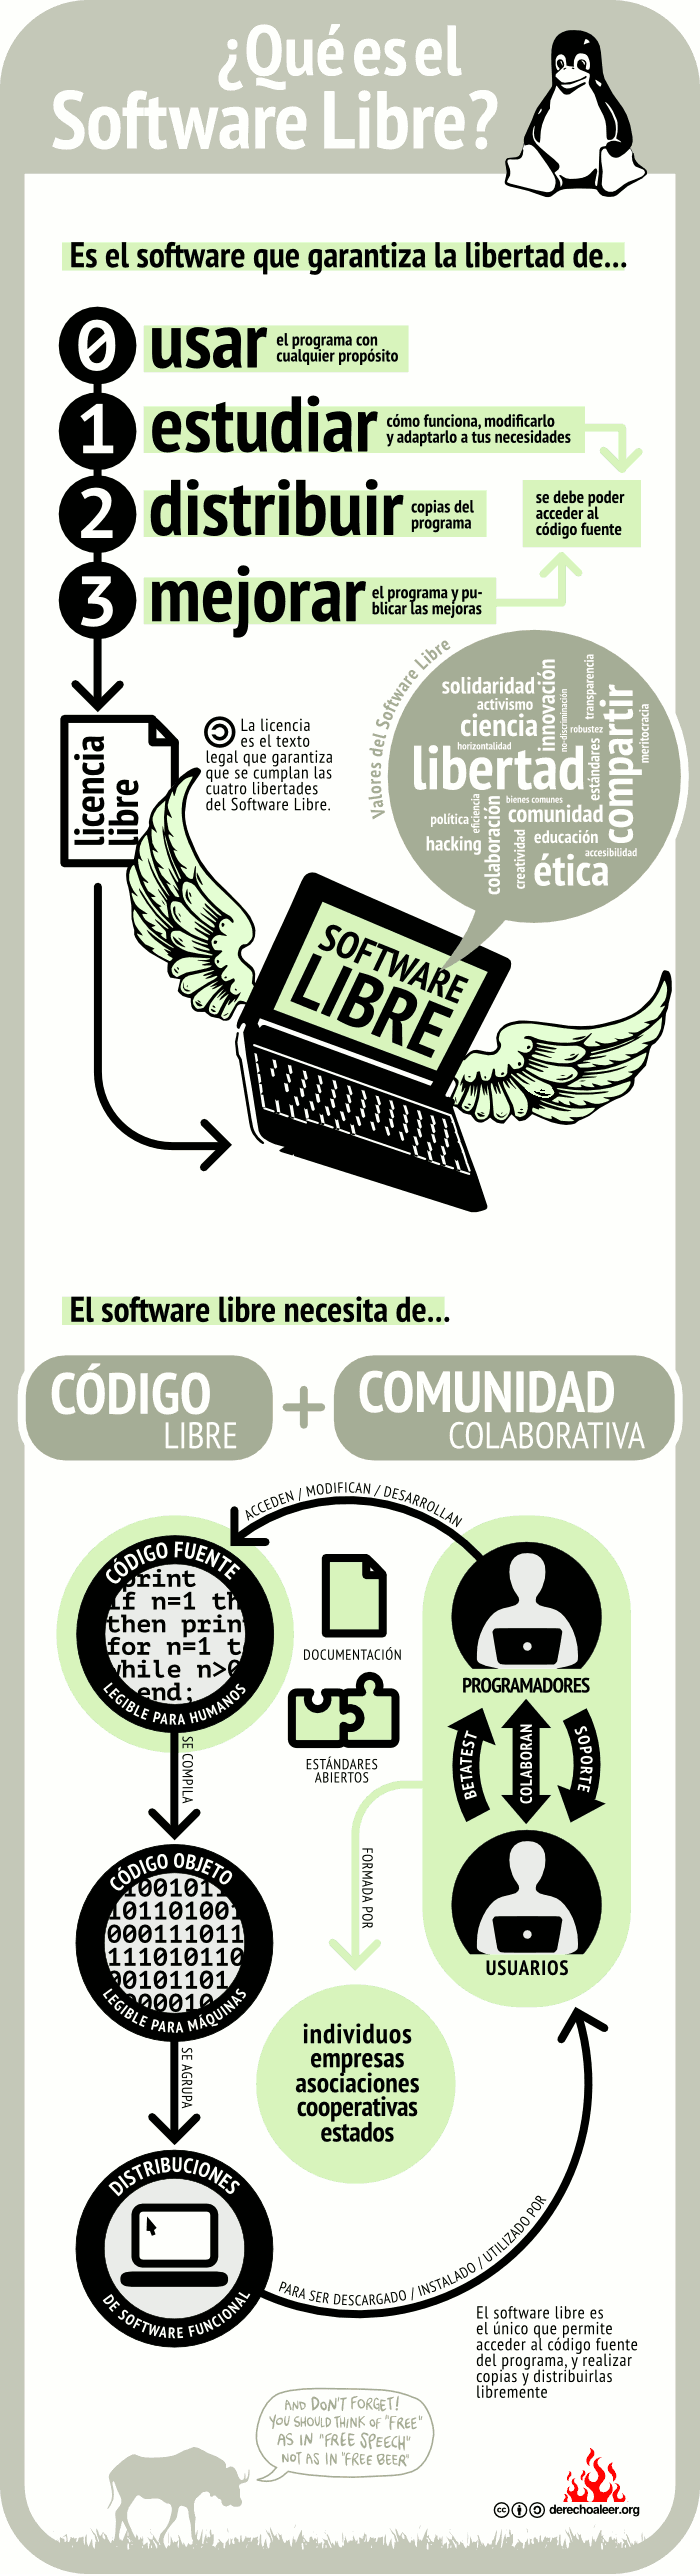 ¿Qué es el
Software Libre?
Es el software que garantiza la libertad de...
0 usar el programa con
cualquier propósito
1 estudiar cómo funciona, modificarlo
y adaptarlo a tus necesidades
2 distribuir copias del
programa
se debe poder
acceder al
código fuente
3 mejorar el programa y pu-
blicar las mejoras
licencia
libre
La licencia
es el texto
legal que garantiza
que se cumplan las
cuatro libertades
del Software Libre.
Valores del Software Libre
solidaridad
activismo
ciencia
horizontalidad
innovación
no-discriminación
transparencia
robustez
libertad
estándares
compartir
meritocracia
política
eficiencia
bienes comunes
comunidad
hacking
colaboración
creatividad
educación
accesibilidad
ética
SOFTWARE
LIBRE
El software libre necesita de...
CÓDIGO
LIBRE
+
COMUNIDAD
COLABORATIVA
ACCEDEN / MODIFICAN / DESARROLLAN
CÓDIGO FUENTE
print
if n=1 th
then prin
for n=1 t
while n>0
end;
LEGIBLE PARA HUMANOS
DOCUMENTACIÓN
ESTÁNDARES
ABIERTOS
PROGRAMADORES
BETATEST
COLABORAN
SOPORTE
USUARIOS
SE COMPILA
CÓDIGO OBJETO
1001011
101101001
000111011
111010110
001011011
000010
LEGIBLE PARA MÁQUINAS
FORMADA POR
individuos
empresas
asociaciones
cooperativas
estados
SE AGRUPA
DISTRIBUCIONES
DE SOFTWARE FUNCIONAL
PARA SER DESCARGADO / INSTALADO / UTILIZADO POR
El software libre es
el único que permite
acceder al código fuente
del programa, y realizar
copias y distribuirlas
libremente
AND DON'T FORGET!
YOU SHOULD THINK OF "FREE"
AS IN "FREE SPEECH"
NOT AS IN "FREE BEER"
cc derechoaleer.org